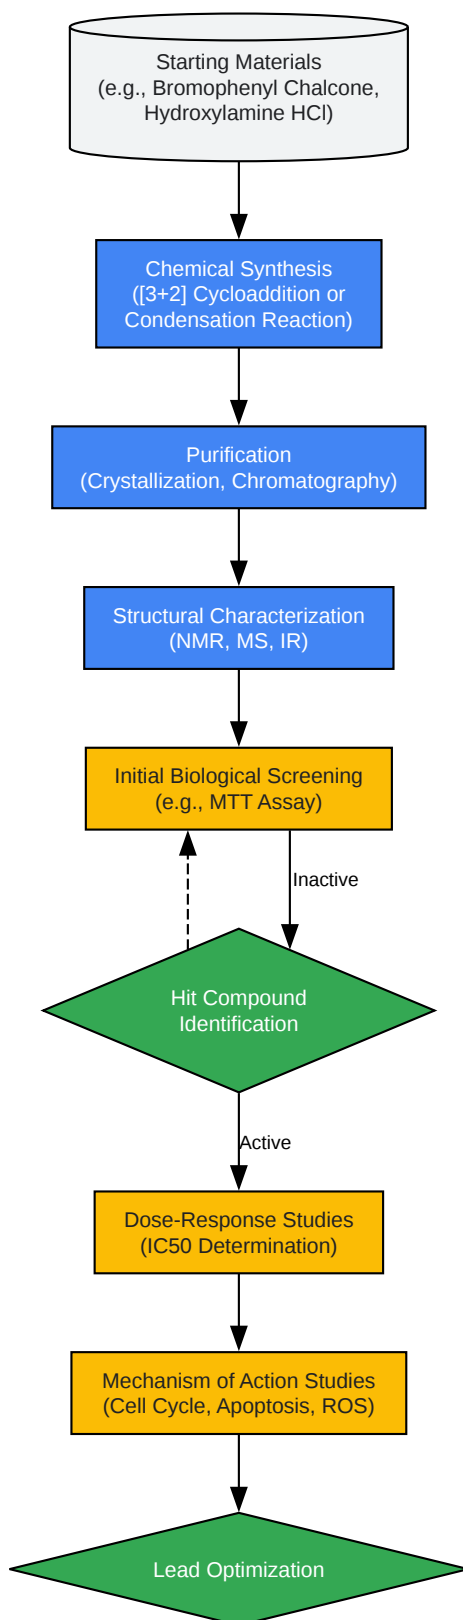 Starting Materials
(e.g., Bromophenyl Chalcone,
Hydroxylamine HCl)
Chemical Synthesis
([3+2] Cycloaddition or
Condensation Reaction)
Purification
(Crystallization, Chromatography)
Structural Characterization
(NMR, MS, IR)
Initial Biological Screening
(e.g., MTT Assay)
Inactive
Hit Compound
Identification
Active
Dose-Response Studies
(IC50 Determination)
Mechanism of Action Studies
(Cell Cycle, Apoptosis, ROS)
Lead Optimization